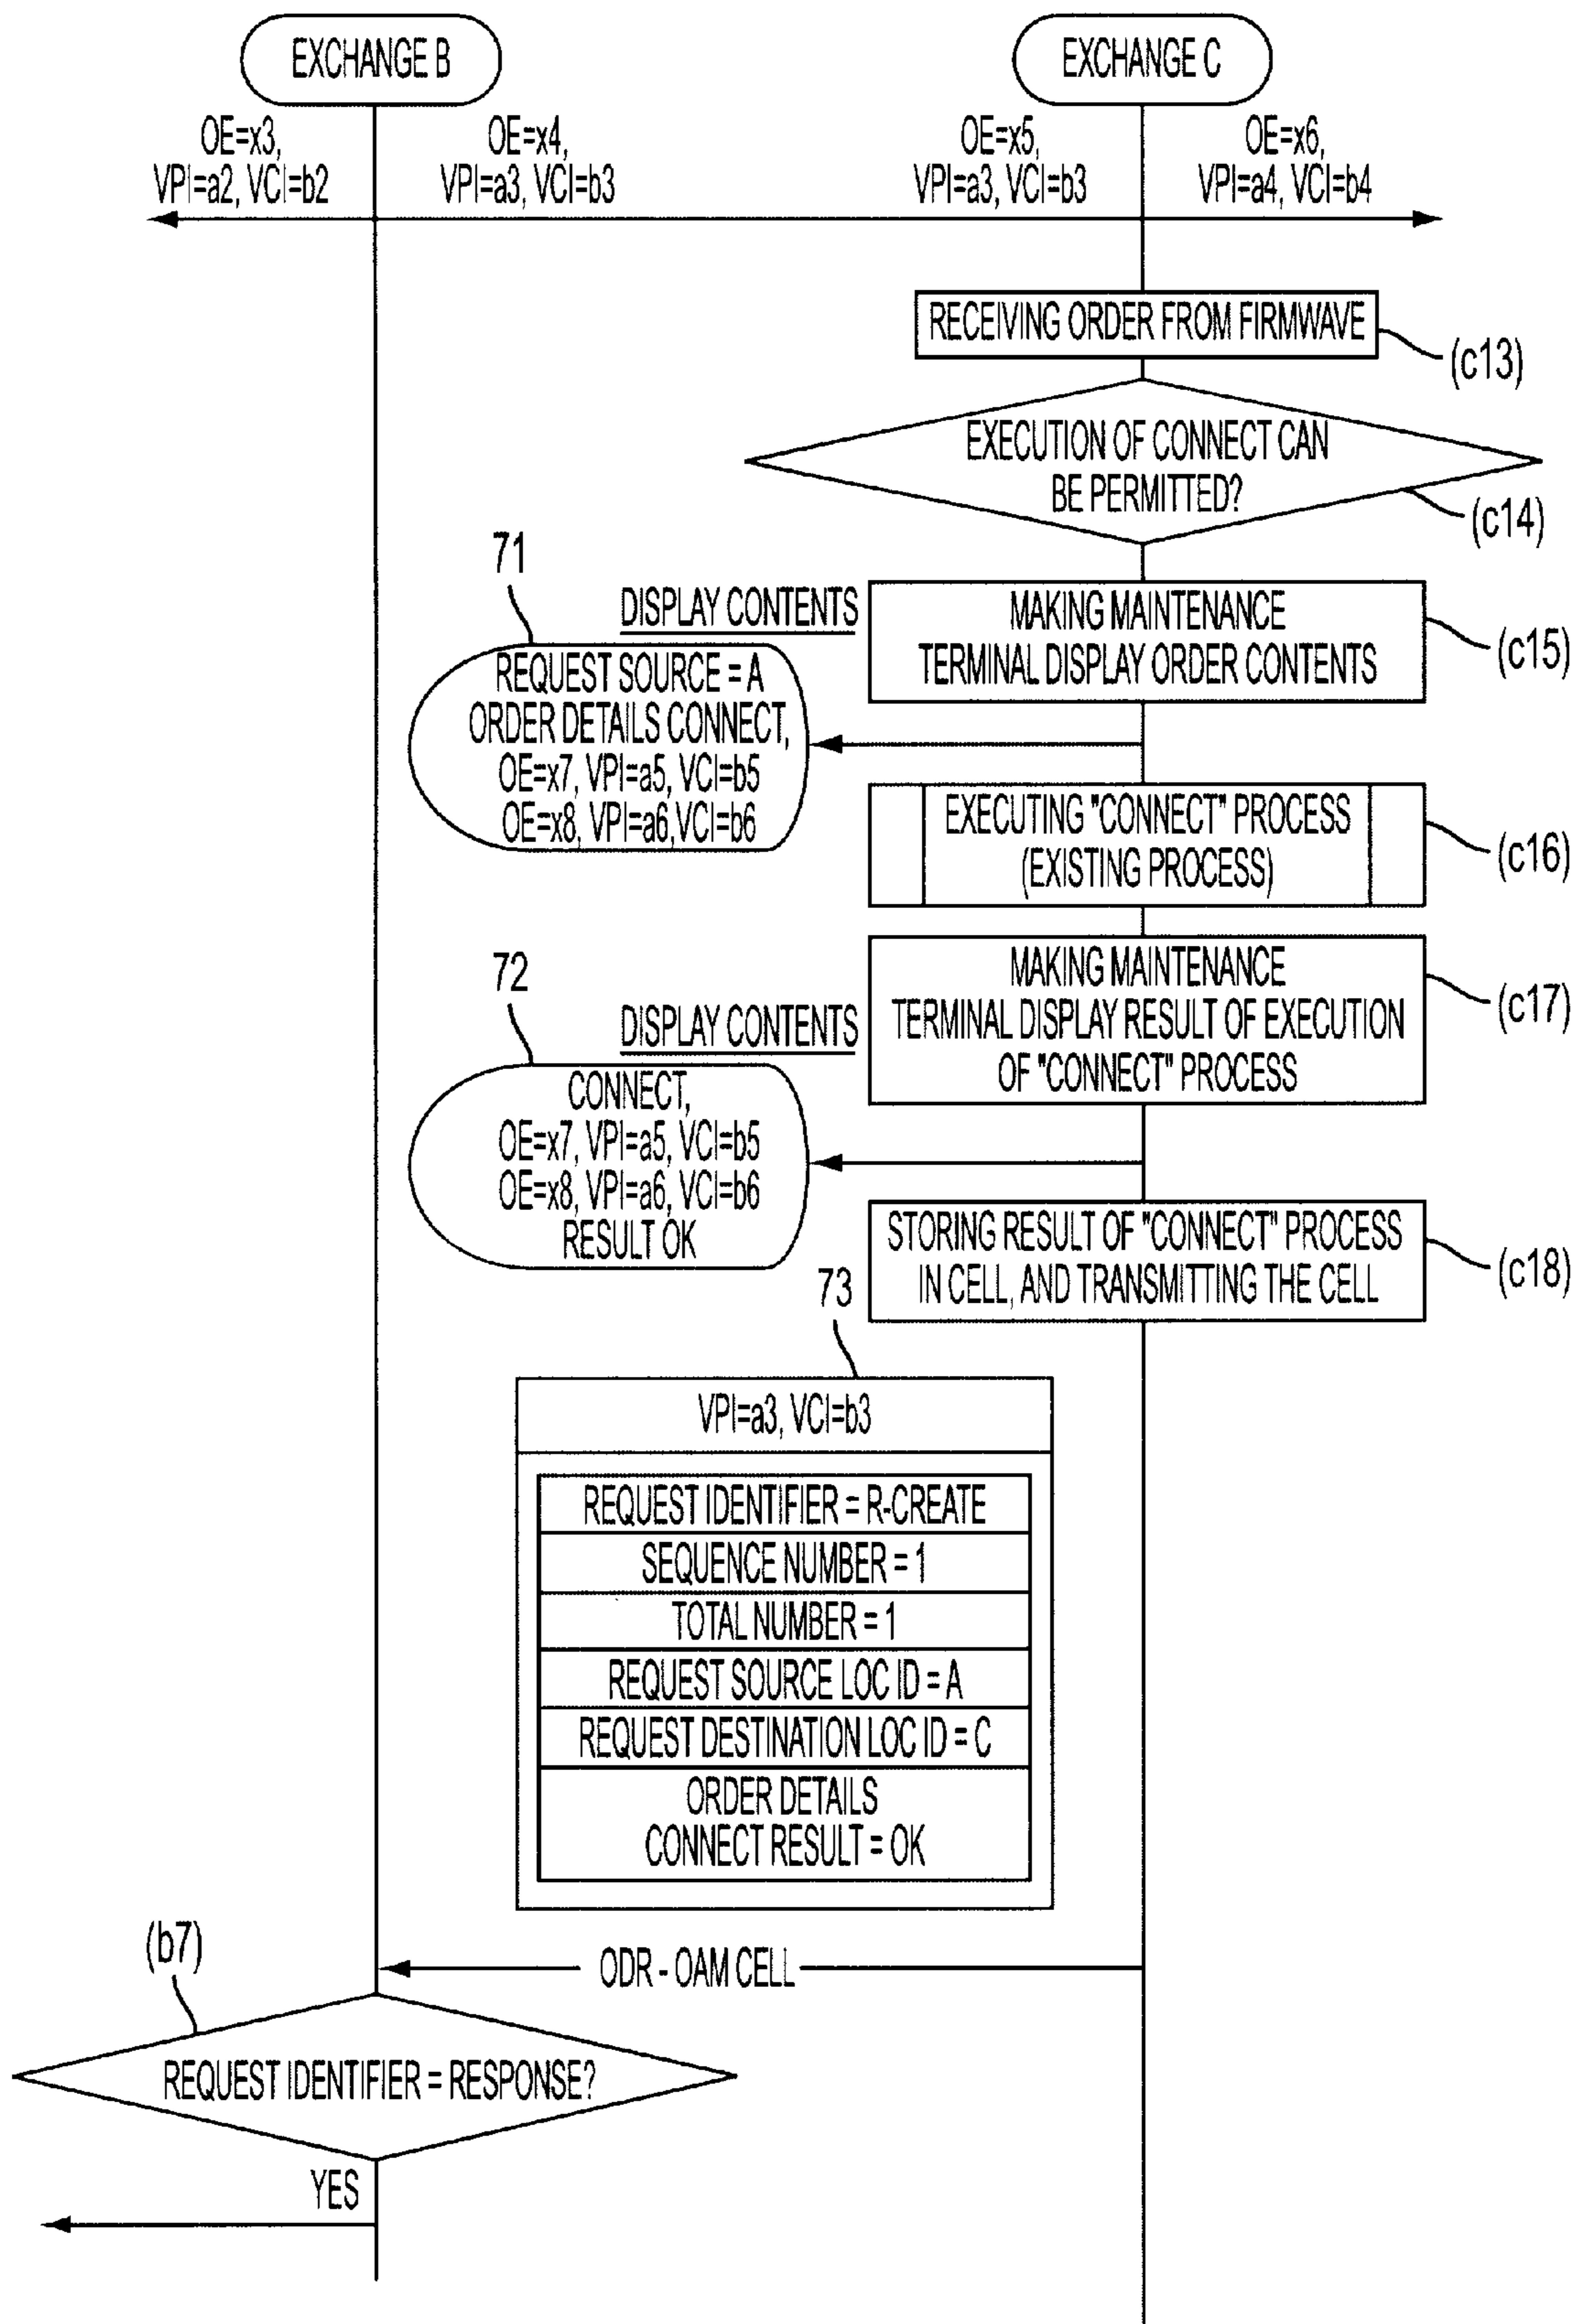 EXCHANGE B
EXCHANGE C
OE=x3,
VPI=a2, VCI=b2
OE=x4,
VPI=a3, VCI=b3
OE=x5,
VPI=a3, VCI=b3
OE=x6,
VPI=a4, VCI=b4
RECEIVING ORDER FROM FIRMWAVE
(c13)
EXECUTION OF CONNECT CAN
BE PERMITTED?
(c14)
71
DISPLAY CONTENTS
MAKING MAINTENANCE
TERMINAL DISPLAY ORDER CONTENTS
(c15)
REQUEST SOURCE = A
ORDER DETAILS CONNECT,
OE=x7, VPI=a5, VCI=b5
OE=x8, VPI=a6,VCI=b6
EXECUTING "CONNECT" PROCESS
(EXISTING PROCESS)
(c16)
72
DISPLAY CONTENTS
MAKING MAINTENANCE
TERMINAL DISPLAY RESULT OF EXECUTION
OF "CONNECT" PROCESS
(c17)
CONNECT,
OE=x7, VPI=a5, VCI=b5
OE=x8, VPI=a6, VCI=b6
RESULT OK
STORING RESULT OF "CONNECT" PROCESS
IN CELL, AND TRANSMITTING THE CELL
(c18)
73
VPI=a3, VCI=b3
REQUEST IDENTIFIER = R-CREATE
SEQUENCE NUMBER = 1
TOTAL NUMBER = 1
REQUEST SOURCE LOC ID = A
REQUEST DESTINATION LOC ID = C
ORDER DETAILS
CONNECT RESULT = OK
(b7)
ODR - OAM CELL
REQUEST IDENTIFIER = RESPONSE?
YES